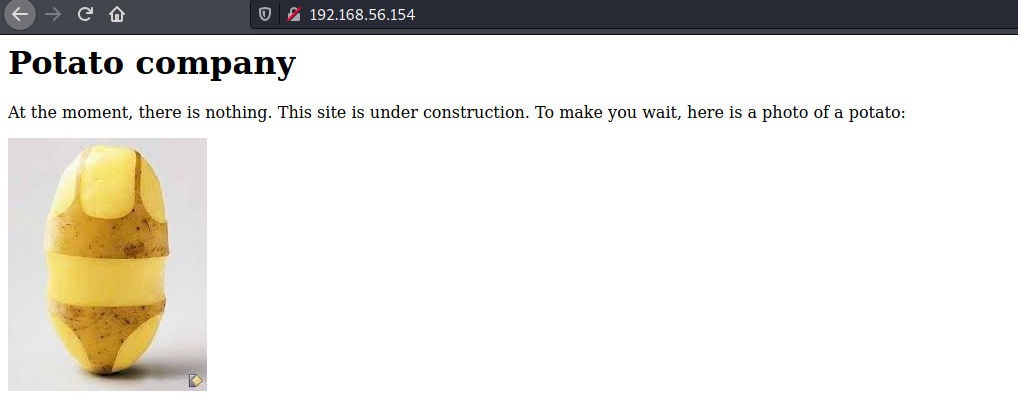 192.168.56.154
Potato company
At the moment, there is nothing. This site is under construction. To make you wait, here is a photo of a potato: